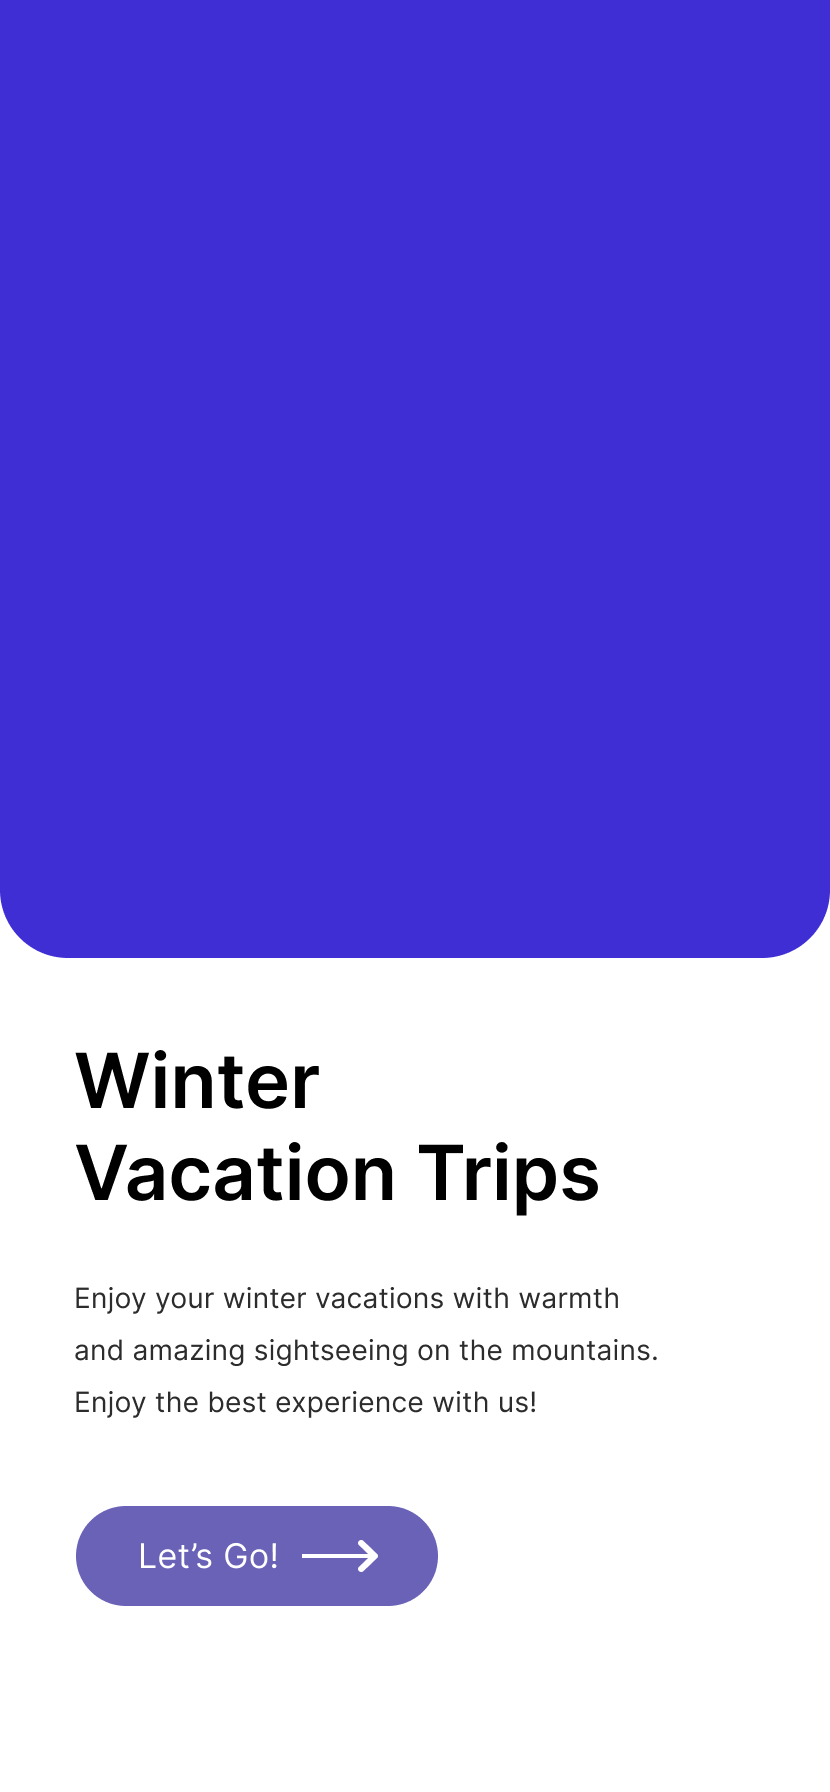 Winter
Vacation Trips
Enjoy your winter vacations with warmth
and amazing sightseeing on the mountains.
Enjoy the best experience with us!
Let’s Go!